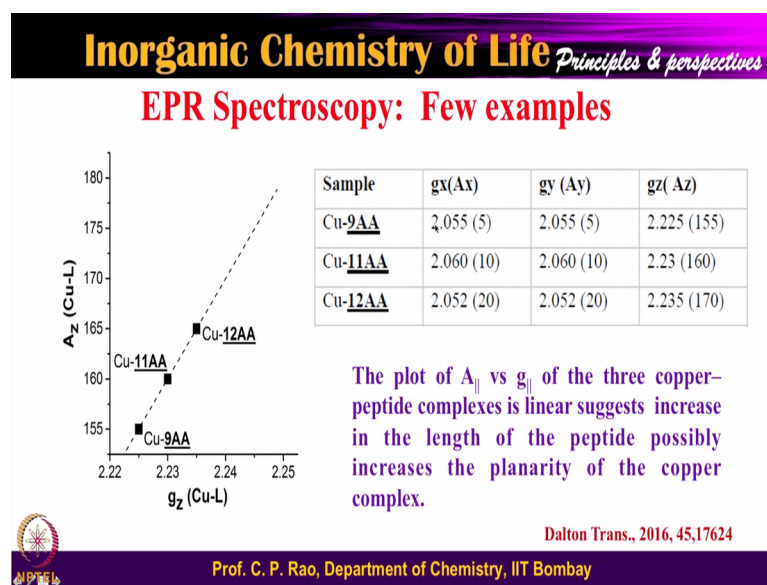 Inorganic Chemistry of Life Principles & perspectives
EPR Spectroscopy: Few examples
180
175
170
165
160
155
A_Z (Cu-L)
Cu-12AA
Cu-11AA
Cu-9AA
2.22 2.23 2.24 2.25
g_Z (Cu-L)
Sample gx(Ax) gy (Ay) gz( Az)
Cu-9AA 2.055 (5) 2.055 (5) 2.225 (155)
Cu-11AA 2.060 (10) 2.060 (10) 2.23 (160)
Cu-12AA 2.052 (20) 2.052 (20) 2.235 (170)
The plot of A|| vs g|| of the three copper–
peptide complexes is linear suggests increase
in the length of the peptide possibly
increases the planarity of the copper
complex.
Dalton Trans., 2016, 45,17624
NPTEL
Prof. C. P. Rao, Department of Chemistry, IIT Bombay